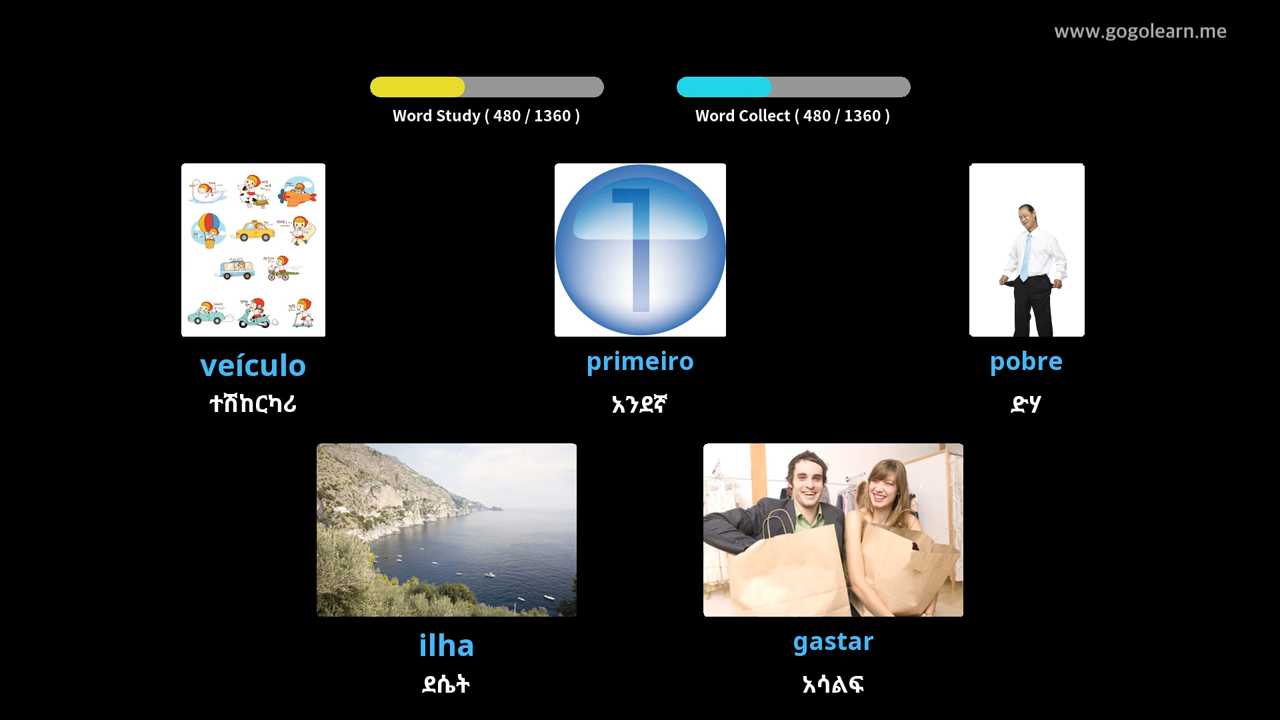 www.gogolearn.me
Word Study ( 480 / 1360 )
Word Collect ( 480 / 1360 )
veículo
ተሽከርካሪ
primeiro
አንደኛ
pobre
ድሃ
ilha
ደሴት
gastar
አሳልፍ